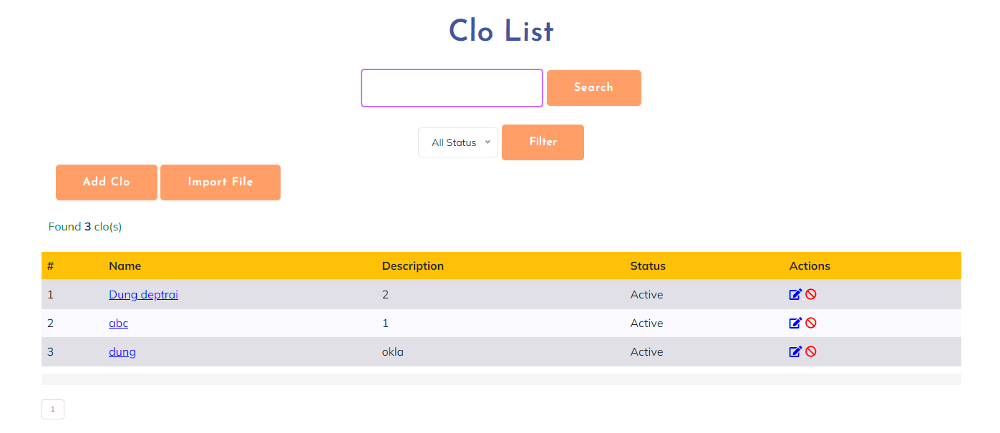 Clo List
Search
All Status Filter
Add Clo Import File
Found 3 clo(s)
# Name Description Status Actions
1 Dung deptrai 2 Active
2 abc 1 Active
3 dung okla Active
1